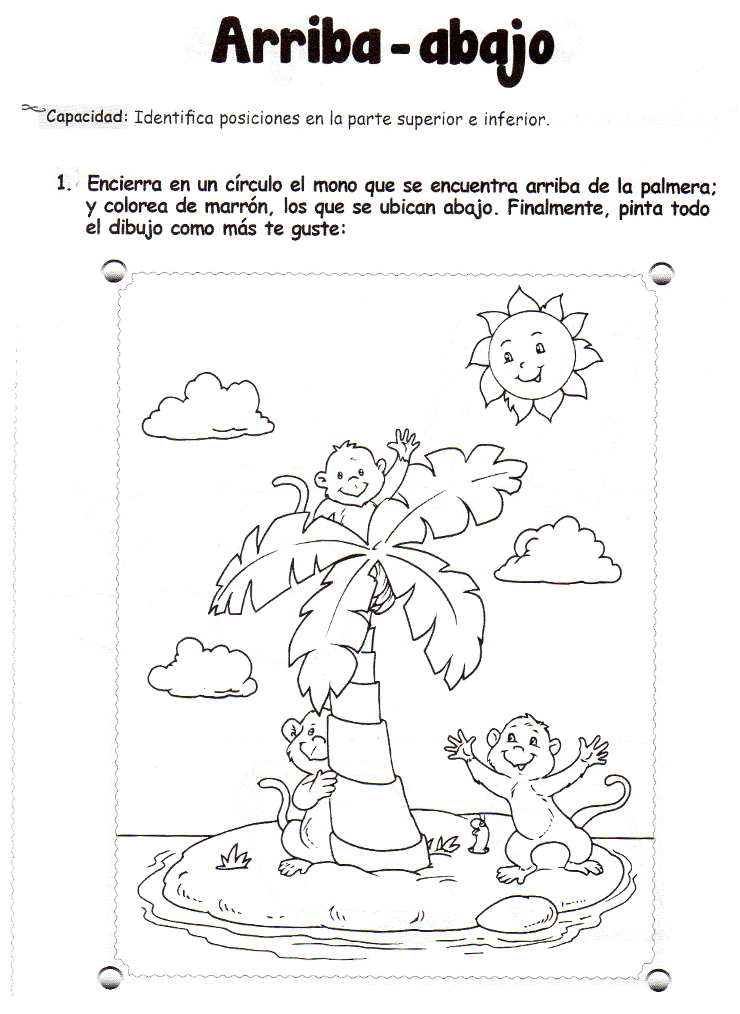 Arriba - abajo
Capacidad: Identifica posiciones en la parte superior e inferior.
1. Encierra en un círculo el mono que se encuentra arriba de la palmera;
y colorea de marrón, los que se ubican abajo. Finalmente, pinta todo
el dibujo como más te guste: